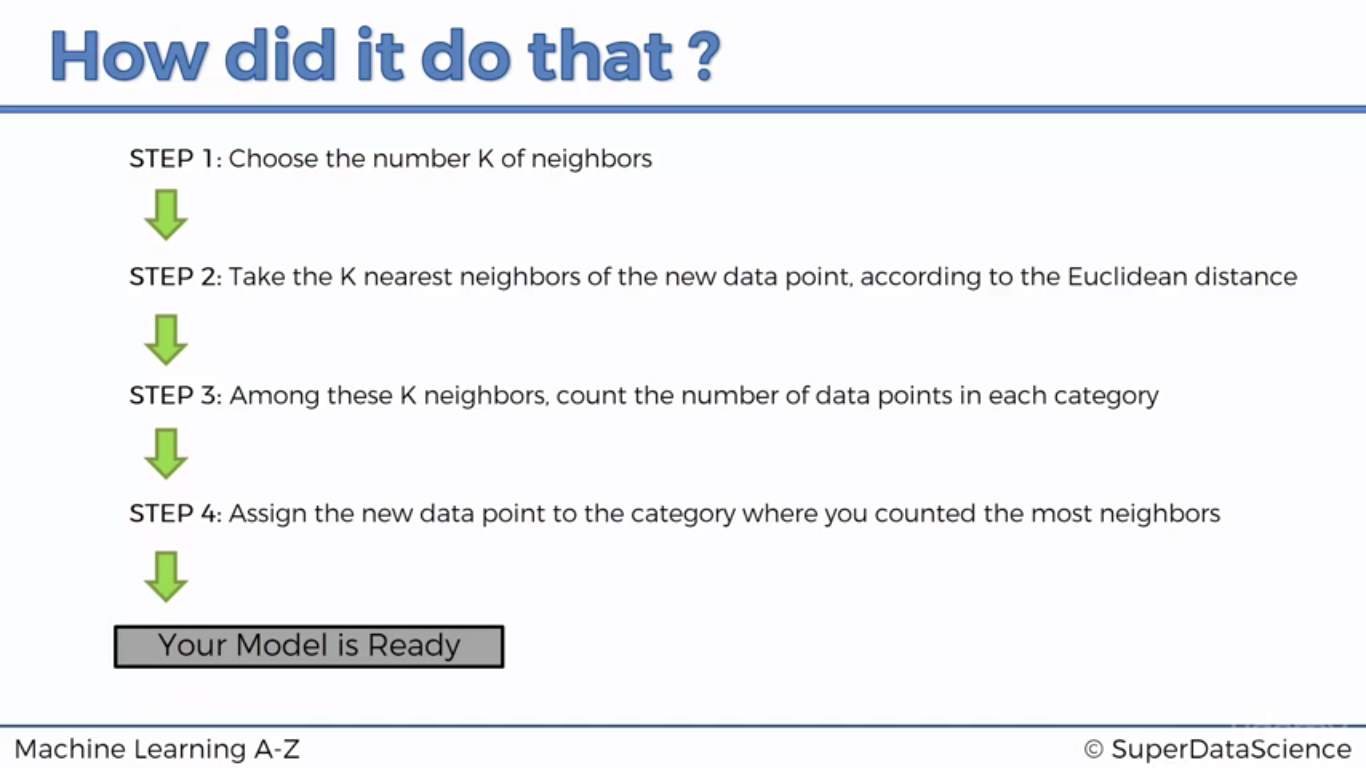 How did it do that ?
STEP 1: Choose the number K of neighbors
STEP 2: Take the K nearest neighbors of the new data point, according to the Euclidean distance
STEP 3: Among these K neighbors, count the number of data points in each category
STEP 4: Assign the new data point to the category where you counted the most neighbors
Your Model is Ready
Machine Learning A-Z
© SuperDataScience